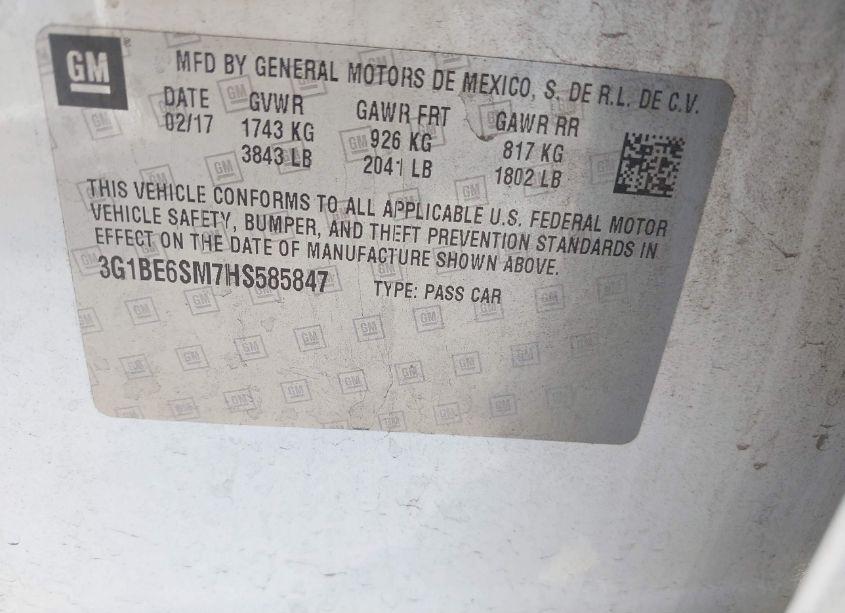 GM
MFD BY GENERAL MOTORS DE MEXICO, S. DE R.L. DE C.V.
DATE GVWR GAWR FRT GAWR RR
02/17 1743 KG 926 KG 817 KG
3843 LB 2041 LB 1802 LB
THIS VEHICLE CONFORMS TO ALL APPLICABLE U.S. FEDERAL MOTOR
VEHICLE SAFETY, BUMPER, AND THEFT PREVENTION STANDARDS IN
EFFECT ON THE DATE OF MANUFACTURE SHOWN ABOVE.
3G1BE6SM7HS585847 TYPE: PASS CAR